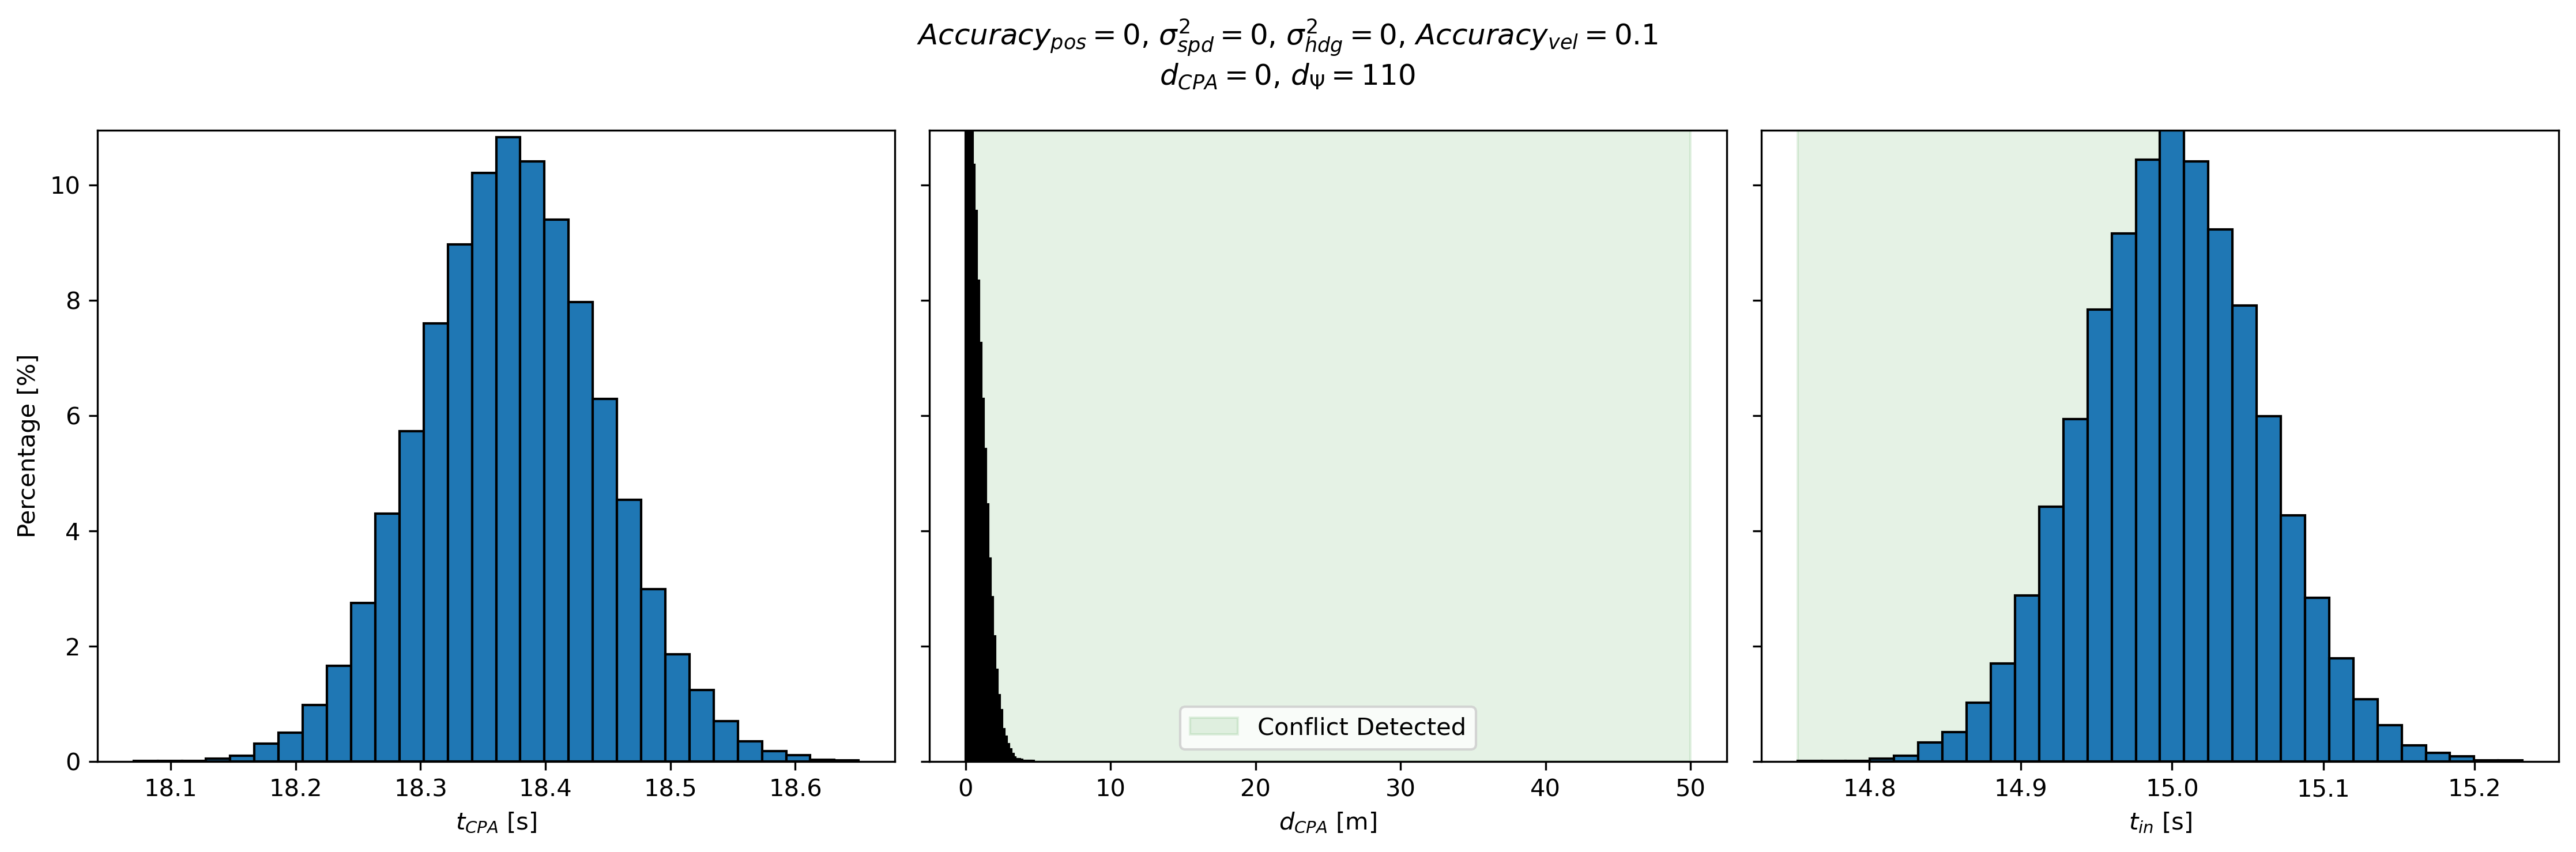 Accuracy_pos = 0, σ²_spd = 0, σ²_hdg = 0, Accuracy_vel = 0.1
d_CPA = 0, d_ψ = 110
Percentage [%]
10
8
6
4
2
0
18.1 18.2 18.3 18.4 18.5 18.6
t_CPA [s]
Conflict Detected
0 10 20 30 40 50
d_CPA [m]
14.8 14.9 15.0 15.1 15.2
t_in [s]